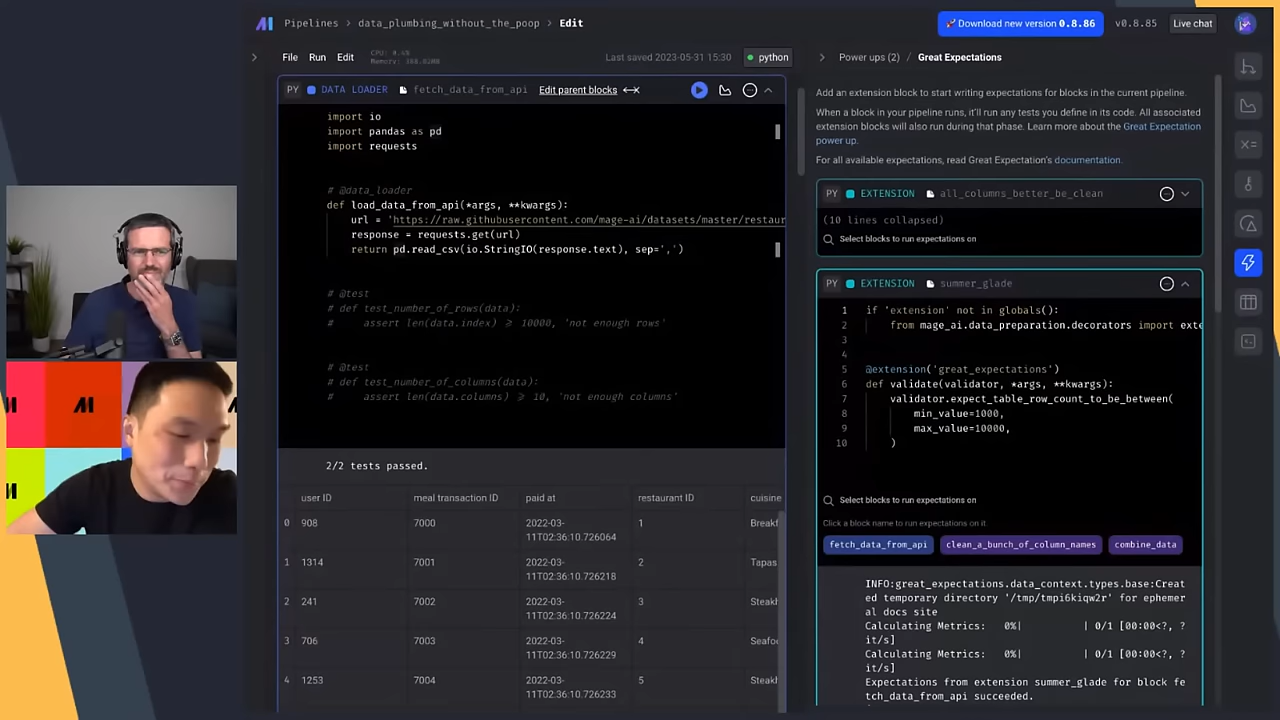 Pipelines > data_plumbing_without_the_poop > Edit
Download new version 0.8.86
v0.8.85
Live chat
File Run Edit
Last saved 2023-05-31 15:30
python
PY DATA LOADER fetch_data_from_api Edit parent blocks
import io
import pandas as pd
import requests
# @data_loader
def load_data_from_api(*args, **kwargs):
url = 'https://raw.githubusercontent.com/mage-ai/datasets/master/restaur
response = requests.get(url)
return pd.read_csv(io.StringIO(response.text), sep=',')
# @test
# def test_number_of_rows(data):
# assert len(data.index) >= 10000, 'not enough rows'
# @test
# def test_number_of_columns(data):
# assert len(data.columns) >= 10, 'not enough columns'
2/2 tests passed.
user ID meal transaction ID paid at restaurant ID cuisine
0 908 7000 2022-03-
11T02:36:10.726064 1 Breakf
1 1314 7001 2022-03-
11T02:36:10.726218 2 Tapas
2 241 7002 2022-03-
11T02:36:10.726224 3 Steakh
3 706 7003 2022-03-
11T02:36:10.726229 4 Seafoo
4 1253 7004 2022-03-
11T02:36:10.726233 5 Steakh
Power ups (2) / Great Expectations
Add an extension block to start writing expectations for blocks in the current pipeline.
When a block in your pipeline runs, it'll run any tests you define in its code. All associated
extension blocks will also run during that phase. Learn more about the Great Expectation
power up.
For all available expectations, read Great Expectation's documentation.
PY EXTENSION all_columns_better_be_clean
(10 lines collapsed)
Select blocks to run expectations on
PY EXTENSION summer_glade
1 if 'extension' not in globals():
2 from mage_ai.data_preparation.decorators import exte
3
4
5 @extension('great_expectations')
6 def validate(validator, *args, **kwargs):
7 validator.expect_table_row_count_to_be_between(
8 min_value=1000,
9 max_value=10000,
10 )
Select blocks to run expectations on
Click a block name to run expectations on it.
fetch_data_from_api clean_a_bunch_of_column_names combine_data
INFO:great_expectations.data_context.types.base:Creat
ed temporary directory '/tmp/tmpi6kiqw2r' for ephemer
al docs site
Calculating Metrics: 0%| | 0/1 [00:00<?, ?
it/s]
Calculating Metrics: 0%| | 0/1 [00:00<?, ?
it/s]
Expectations from extension summer_glade for block fe
tch_data_from_api succeeded.